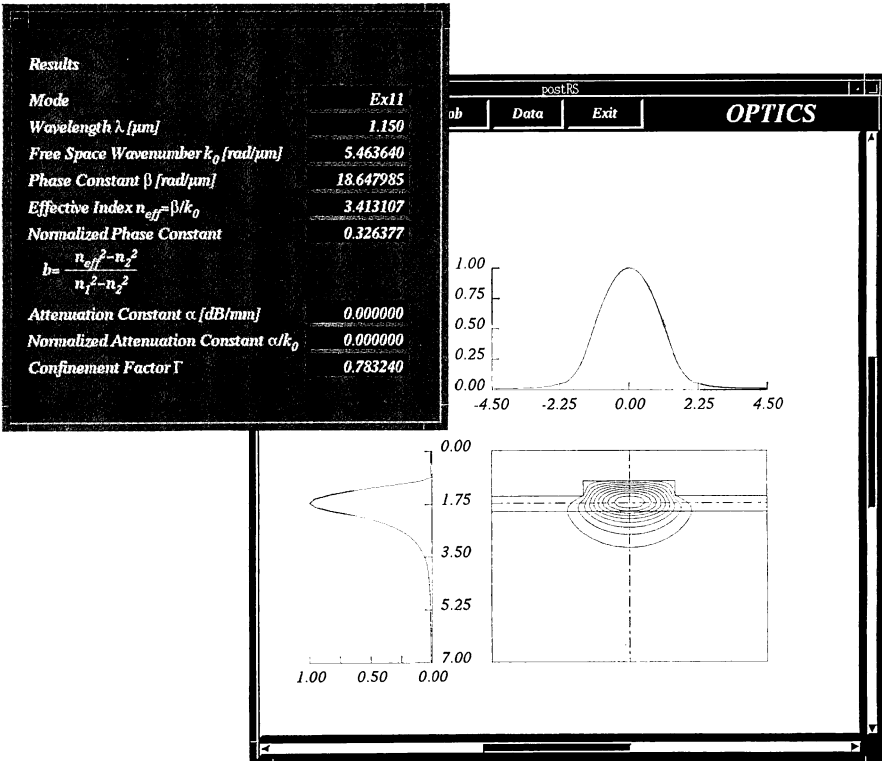 Results
Mode Ex11
Wavelength λ [μm] 1.150
Free Space Wavenumber k₀ [rad/μm] 5.463640
Phase Constant β [rad/μm] 18.647985
Effective Index n_eff=β/k₀ 3.413107
Normalized Phase Constant 0.326377
b= n_eff²-n₂² / n₁²-n₂²
Attenuation Constant α [dB/mm] 0.000000
Normalized Attenuation Constant α/k₀ 0.000000
Confinement Factor Γ 0.783240
postRS
Data Exit OPTICS
1.00
0.75
0.50
0.25
0.00
-4.50 -2.25 0.00 2.25 4.50
0.00
1.75
3.50
5.25
7.00
1.00 0.50 0.00